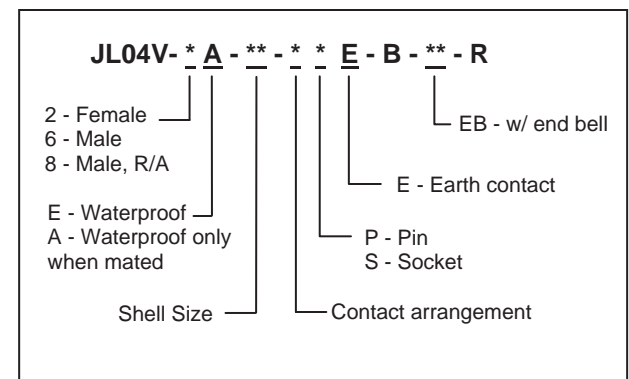 JL04V- * A - ** - * * E - B - ** - R
2 - Female
6 - Male
8 - Male, R/A
EB - w/ end bell
E - Earth contact
E - Waterproof
A - Waterproof only
when mated
P - Pin
S - Socket
Shell Size
Contact arrangement